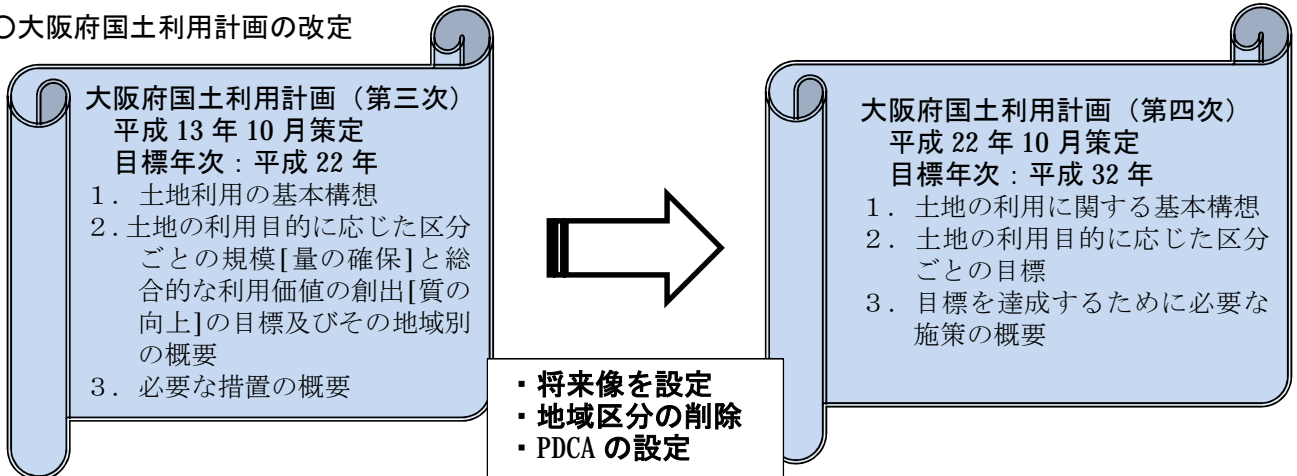 〇大阪府国土利用計画の改定
大阪府国土利用計画（第三次）
平成 13 年 10 月策定
目標年次：平成 22 年
１．土地利用の基本構想
２．土地の利用目的に応じた区分
ごとの規模[量の確保]と総
合的な利用価値の創出[質の
向上]の目標及びその地域別
の概要
３．必要な措置の概要
・将来像を設定
・地域区分の削除
・PDCA の設定
大阪府国土利用計画（第四次）
平成 22 年 10 月策定
目標年次：平成 32 年
１．土地の利用に関する基本構想
２．土地の利用目的に応じた区分
ごとの目標
３．目標を達成するために必要な
施策の概要